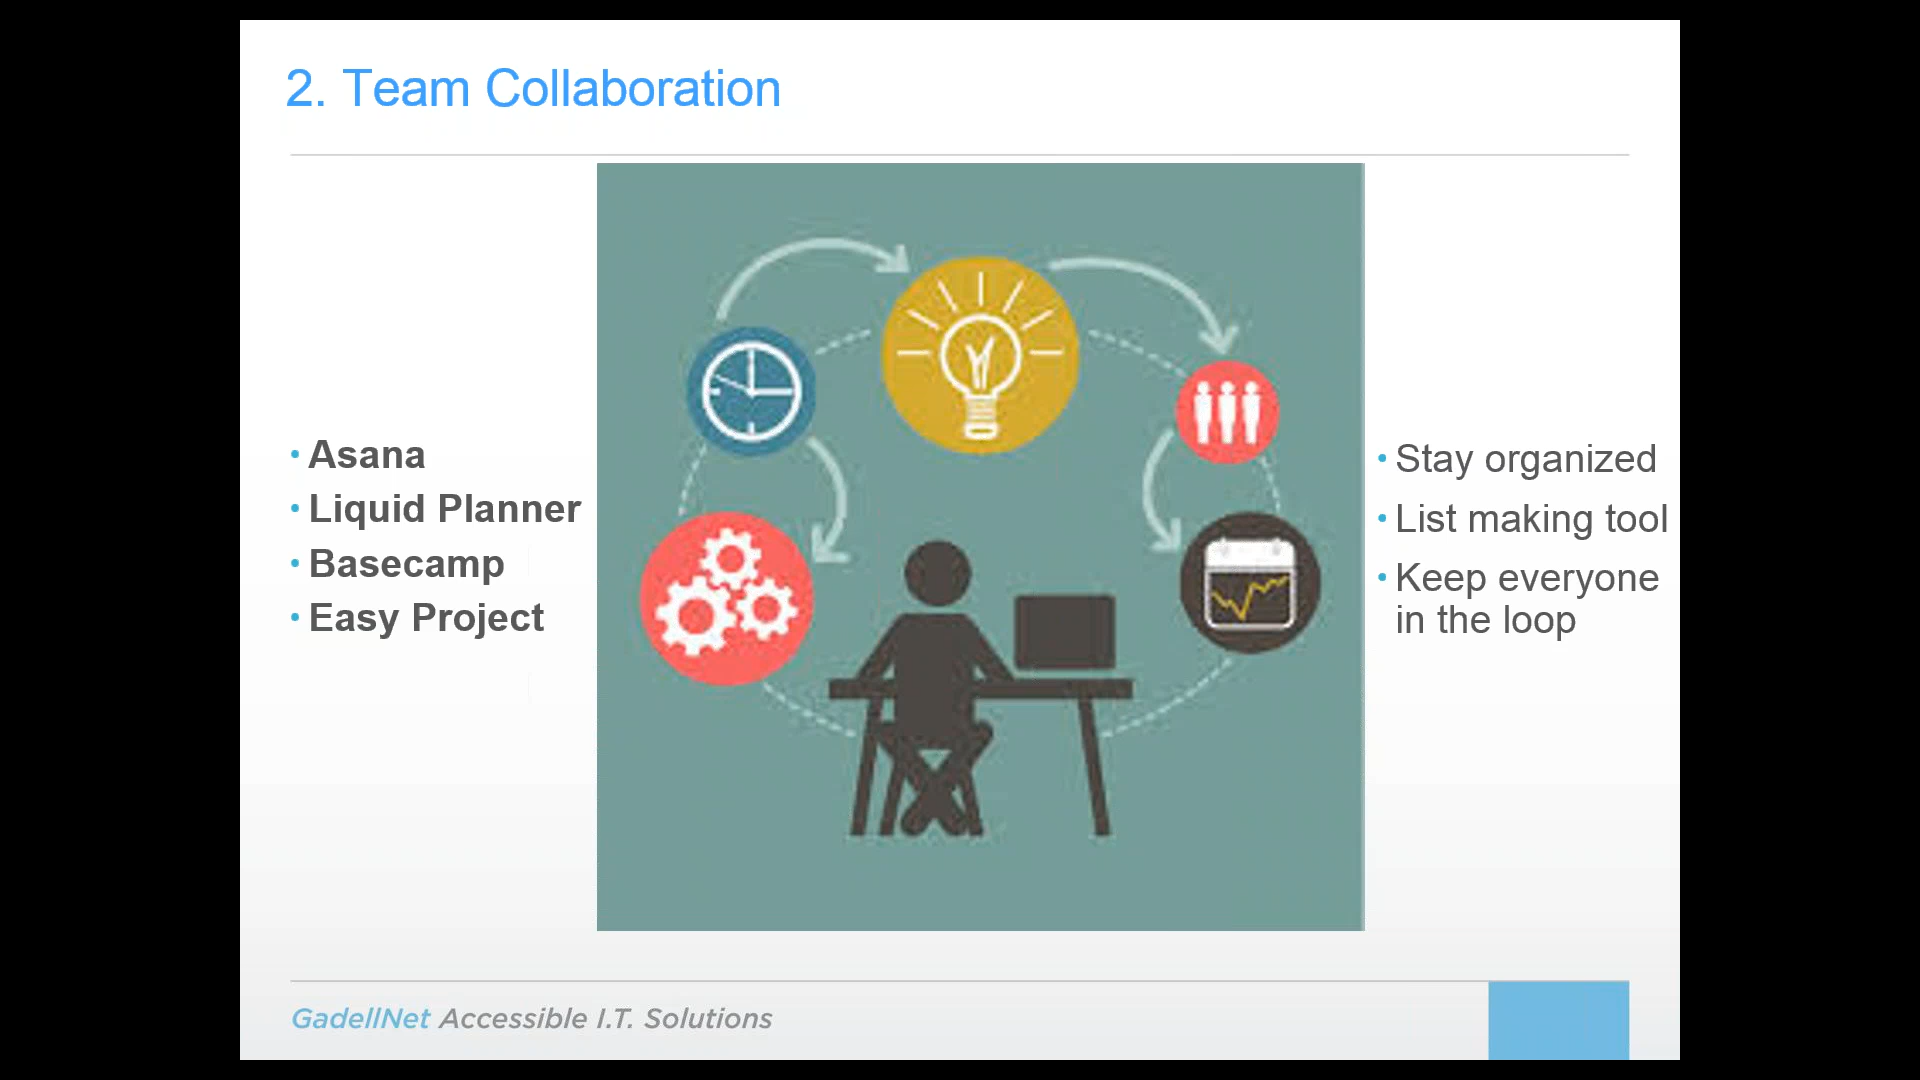 2. Team Collaboration
• Asana
• Liquid Planner
• Basecamp
• Easy Project
• Stay organized
• List making tool
• Keep everyone
in the loop
GadellNet Accessible I.T. Solutions